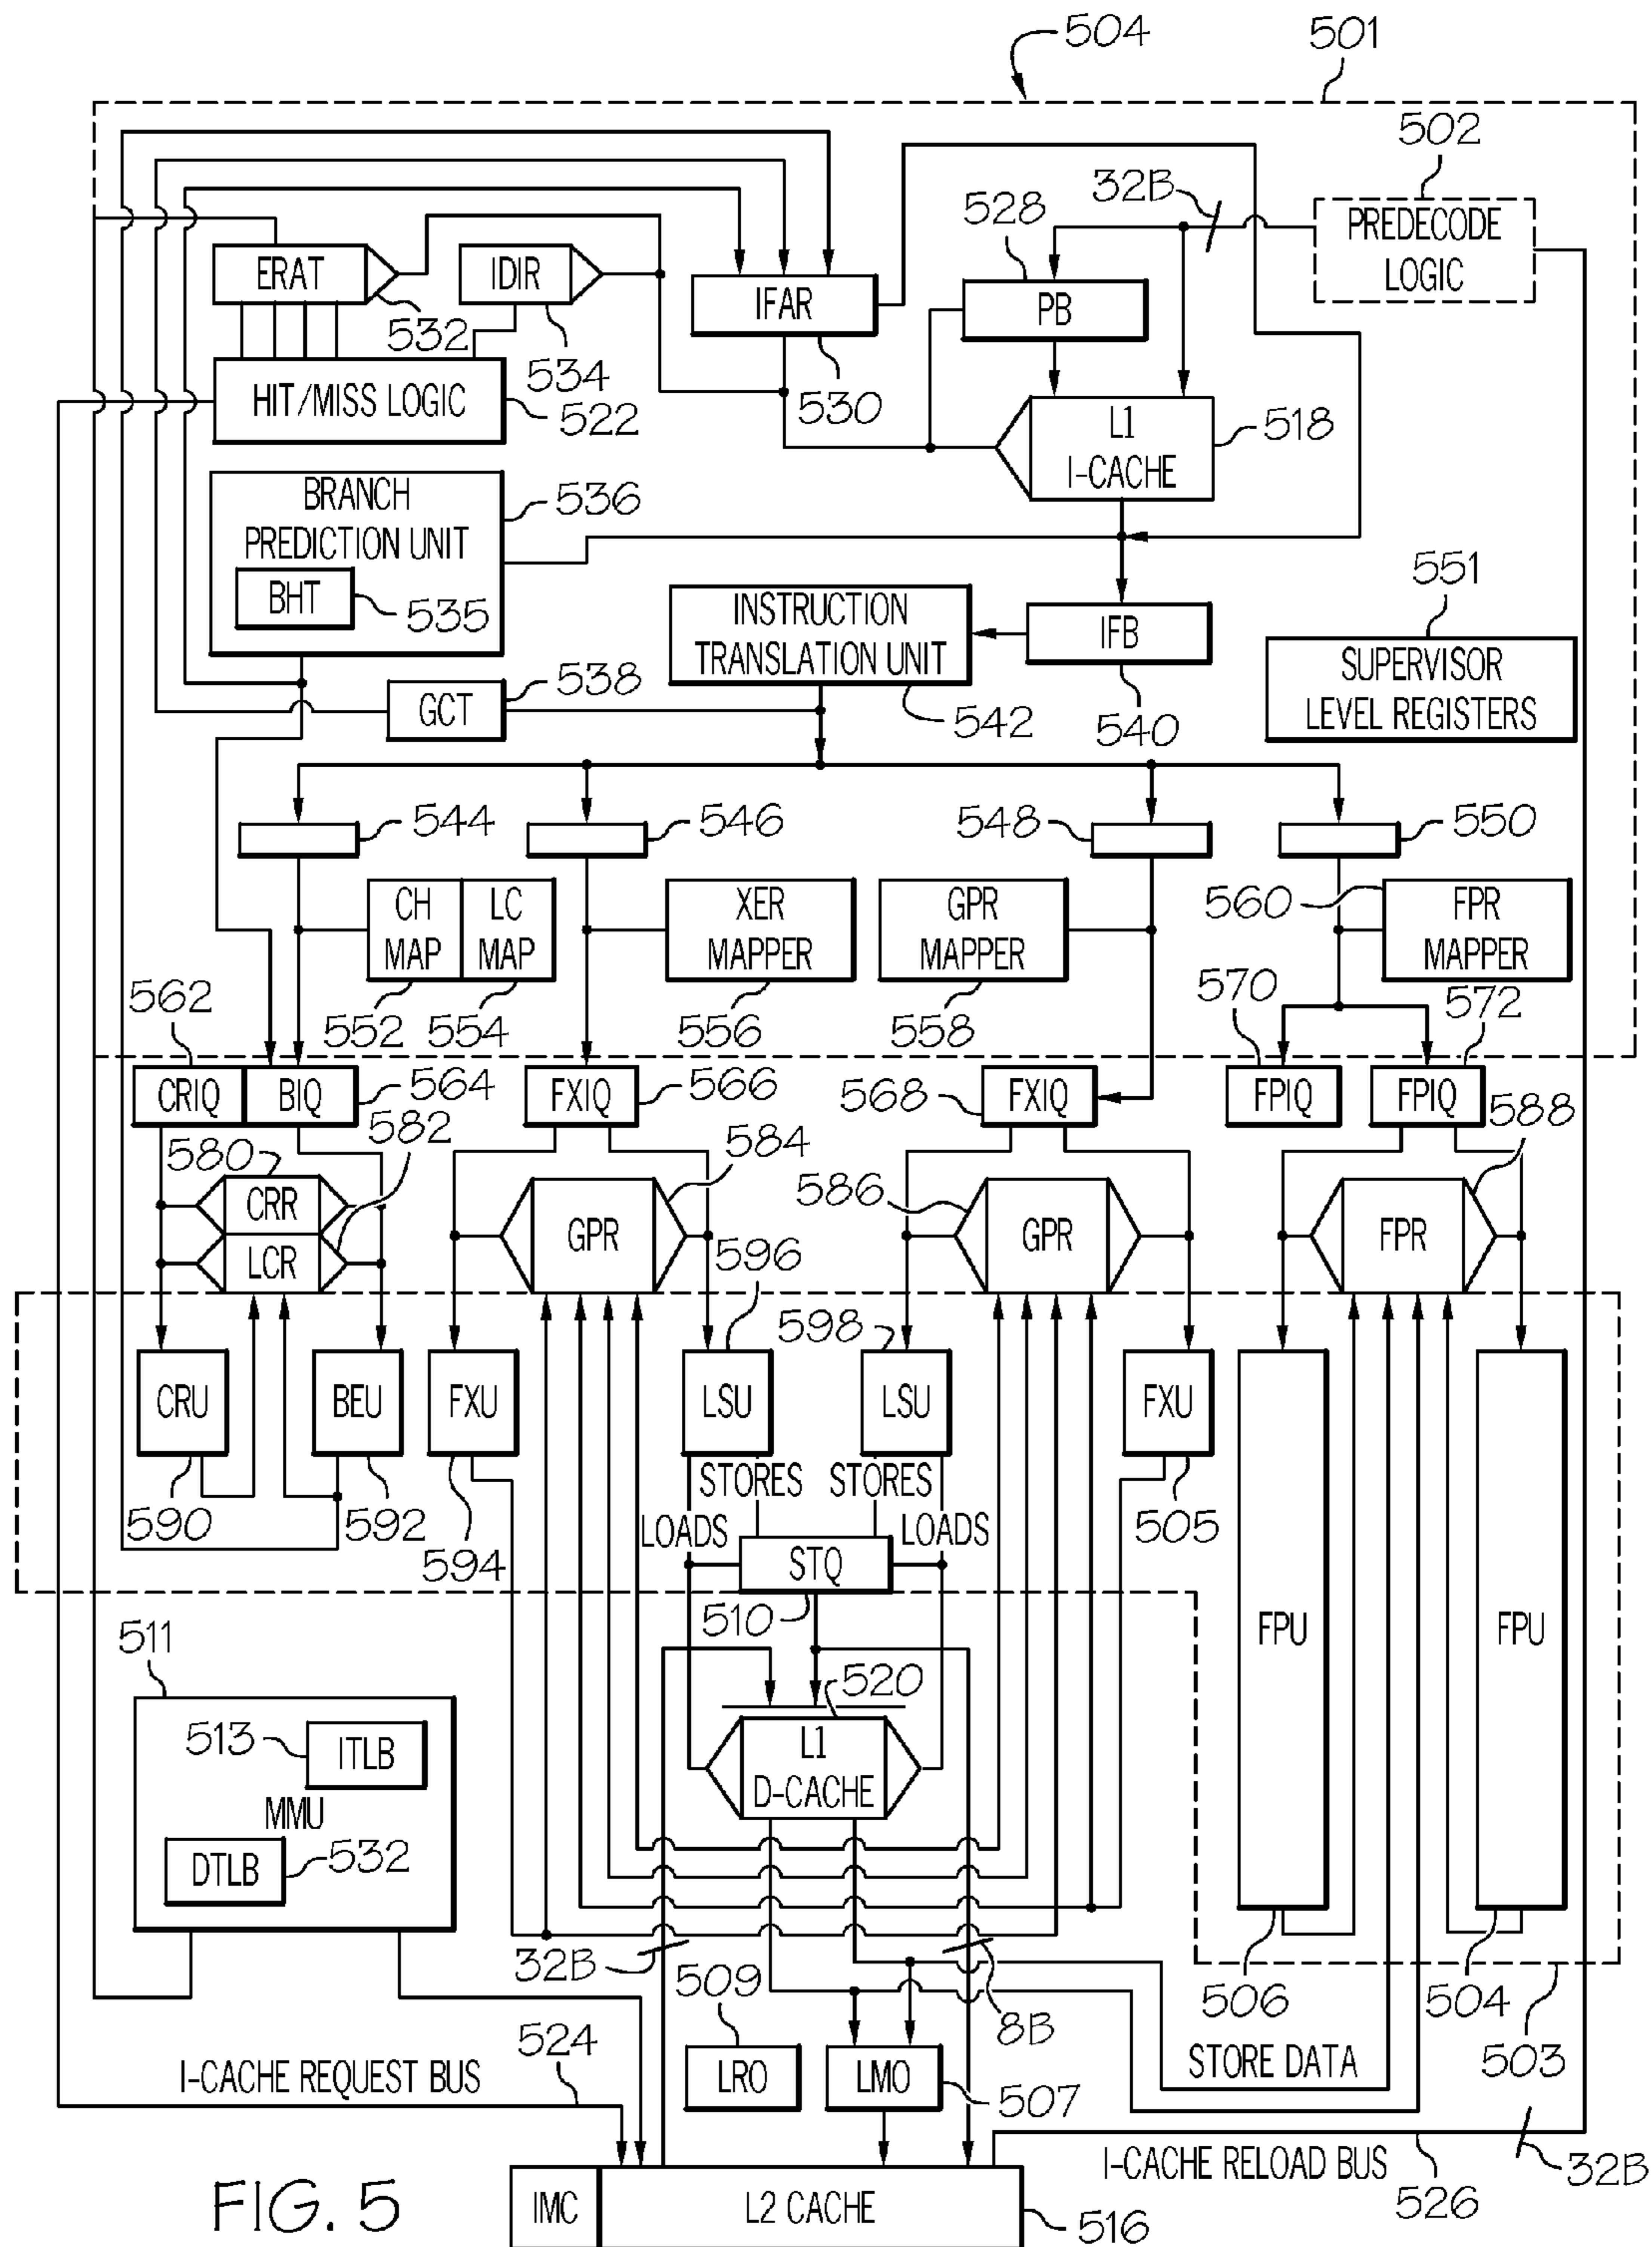 504
501
502
32B
528
PREDECODE
LOGIC
ERAT
IDIR
IFAR
PB
532
534
530
HIT/MISS LOGIC
522
L1
I-CACHE
518
BRANCH
PREDICTION UNIT
536
BHT
535
INSTRUCTION
TRANSLATION UNIT
IFB
551
SUPERVISOR
LEVEL REGISTERS
538
GCT
542
540
544
546
548
550
CH
MAP
LC
MAP
XER
MAPPER
GPR
MAPPER
560
FPR
MAPPER
562
552
554
556
558
570
572
CRIQ
BIQ
564
FXIQ
566
568
FXIQ
FPIQ
FPIQ
588
582
580
584
CRR
LCR
GPR
586
GPR
FPR
596
598
CRU
BEU
FXU
LSU
LSU
FXU
STORES
STORES
590
592
594
LOADS
LOADS
505
STQ
510
FPU
FPU
511
520
513
ITLB
L1
D-CACHE
MMU
DTLB
532
32B
509
8B
506
504
503
STORE DATA
524
I-CACHE REQUEST BUS
LRO
LMO
507
I-CACHE RELOAD BUS
526
32B
FIG. 5
IMC
L2 CACHE
516